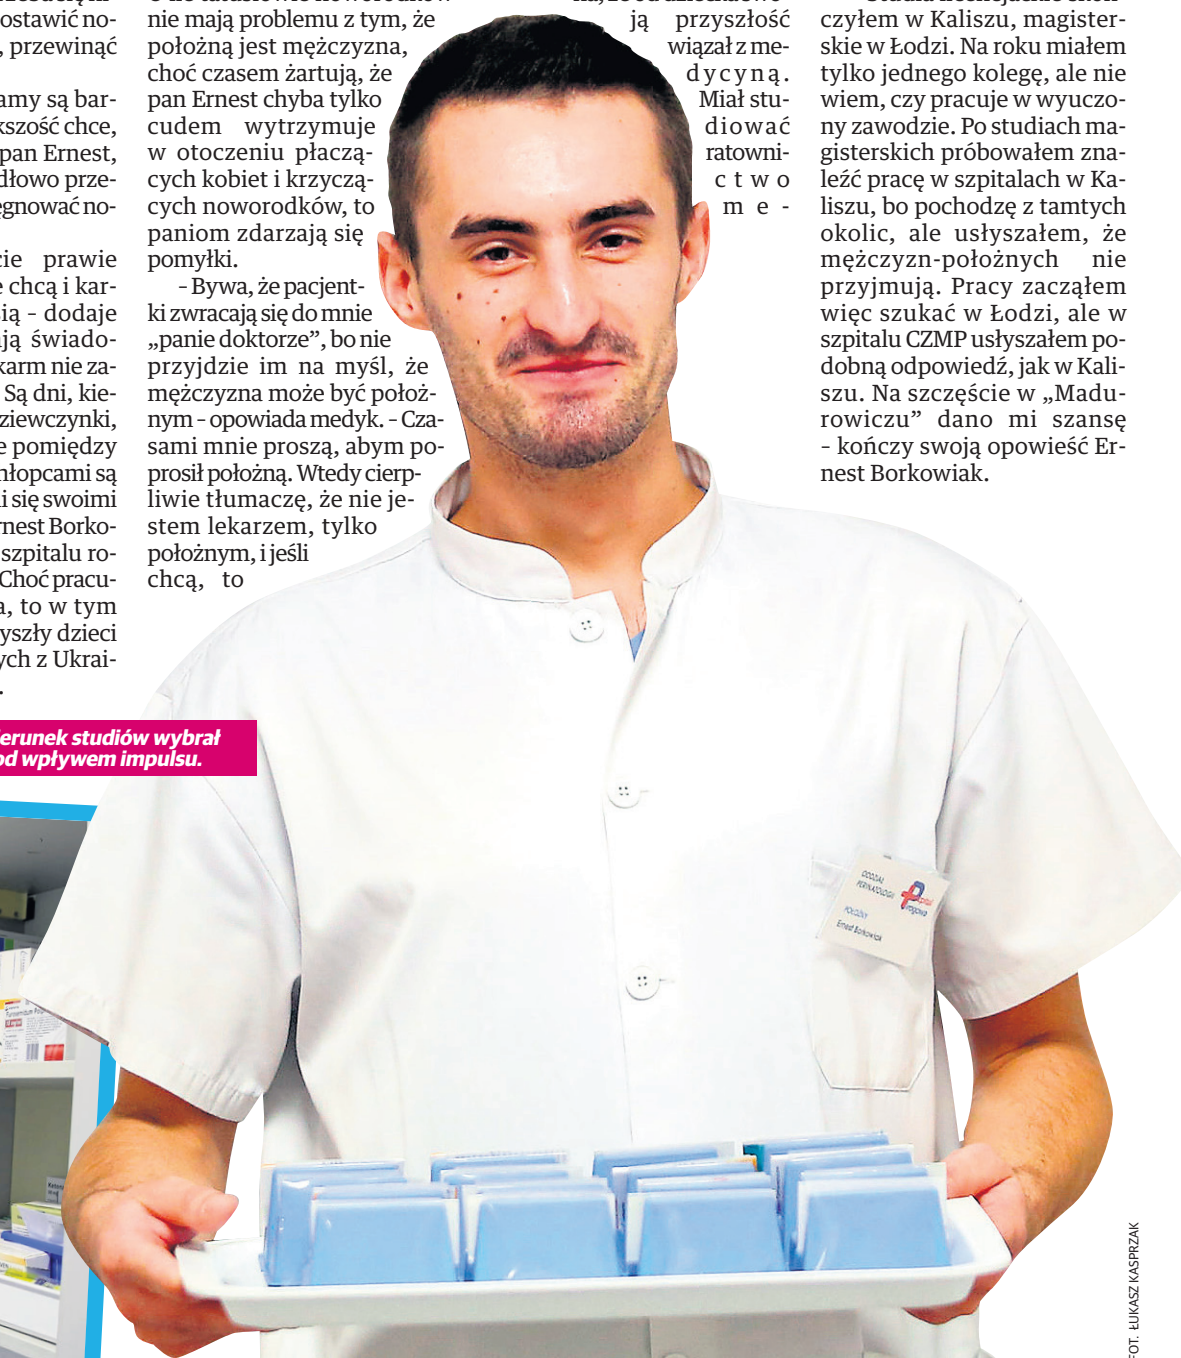 ostawić no-
, przewinąć
amy są bar-
kszość chce,
pan Ernest,
dłowo prze-
ęgnować no-
cie prawie
e chcą i kar-
ią – dodaje
ją świado-
karm nie za-
Są dni, kie-
ziewczynki,
e pomiędzy
hłopcami są
i się swoimi
rnest Borko-
szpitalu ro-
Choć pracu-
a, to w tym
yszły dzieci
ych z Ukrai-
.
ierunek studiów wybrał
od wpływem impulsu.
nie mają problemu z tym, że
położną jest mężczyzna,
choć czasem żartują, że
pan Ernest chyba tylko
cudem wytrzymuje
w otoczeniu płaczą-
cych kobiet i krzyczą-
cych noworodków, to
paniom zdarzają się
pomyłki.
– Bywa, że pacjent-
ki zwracają się do mnie
„panie doktorze”, bo nie
przyjdzie im na myśl, że
mężczyzna może być położ-
nym – opowiada medyk. – Cza-
sami mnie proszą, abym po-
prosił położną. Wtedy cierp-
liwie tłumaczę, że nie je-
stem lekarzem, tylko
położnym, i jeśli
chcą, to
ją przyszłość
wiązał z me-
dycyną.
Miał stu-
diować
ratowni-
ctwo
me-
czyłem w Kaliszu, magister-
skie w Łodzi. Na roku miałem
tylko jednego kolegę, ale nie
wiem, czy pracuje w wyuczo-
ny zawodzie. Po studiach ma-
gisterskich próbowałem zna-
leźć pracę w szpitalach w Ka-
liszu, bo pochodzę z tamtych
okolic, ale usłyszałem, że
mężczyzn-położnych nie
przyjmują. Pracy zacząłem
więc szukać w Łodzi, ale w
szpitalu CZMP usłyszałem po-
dobną odpowiedź, jak w Kali-
szu. Na szczęście w „Madu-
rowiczu” dano mi szansę
– kończy swoją opowieść Er-
nest Borkowiak.
ODDZIAŁ
PERINATOLOGII
POŁOŻNY
Ernest Borkowiak
FOT. ŁUKASZ KASPRZAK